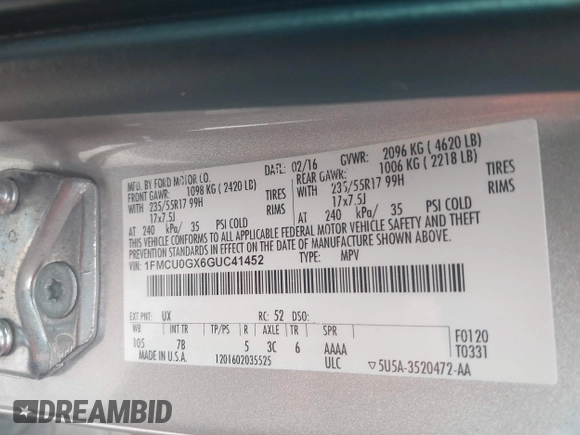 MFD. BY FORD MOTOR CO.
DATE: 02/16 GVWR: 2096 KG ( 4620 LB)
FRONT GAWR: 1098 KG ( 2420 LB) REAR GAWR: 1006 KG ( 2218 LB)
WITH 235/55R17 99H TIRES WITH 235/55R17 99H TIRES
17x7.5J RIMS 17x7.5J RIMS
AT 240 kPa/ 35 PSI COLD AT 240 kPa/ 35 PSI COLD
THIS VEHICLE CONFORMS TO ALL APPLICABLE FEDERAL MOTOR VEHICLE SAFETY AND THEFT
PREVENTION STANDARDS IN EFFECT ON THE DATE OF MANUFACTURE SHOWN ABOVE.
1FMCU0GX6GUC41452 TYPE: MPV
EXT PNT: UX RC: 52 DSO:
WB INT TR TP/PS R AXLE TR SPR
105 7B 5 3C 6 AAAA
F0120
T0331
MADE IN U.S.A. 1201602035525 ULC ▽5U5A-3520472-AA
DREAMBID